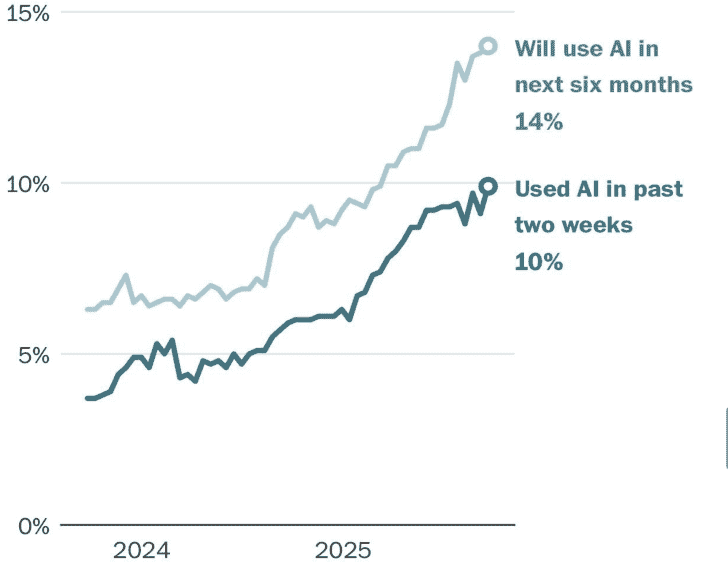 15%
Will use AI in
next six months
14%
10%
Used AI in past
two weeks
10%
5%
0%
2024 2025